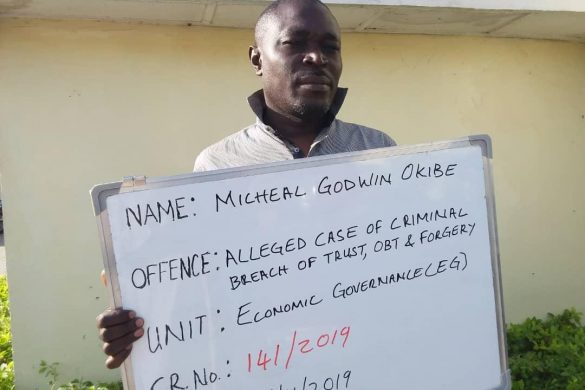 NAME: MICHEAL GODWIN OKIBE
OFFENCE: ALLEGED CASE OF CRIMINAL
BREACH OF TRUST, OBT & FORGERY
UNIT: ECONOMIC GOVERNANCE(EG)
CR. No.: 141/2019
/2019